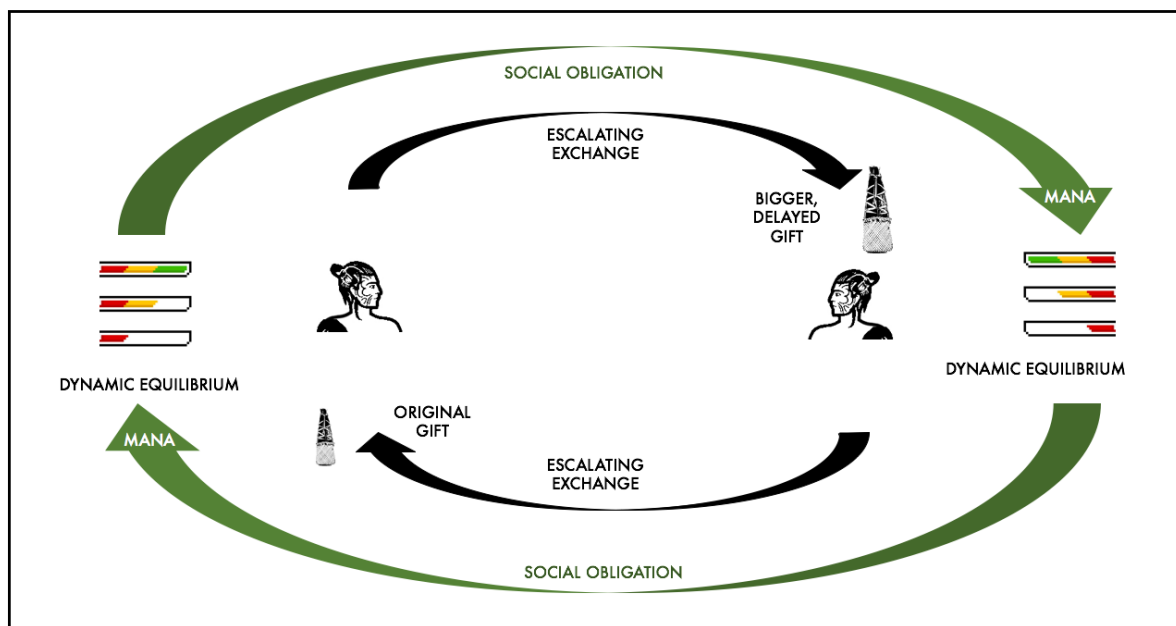 SOCIAL OBLIGATION
ESCALATING
EXCHANGE
BIGGER,
DELAYED
GIFT
MANA
DYNAMIC EQUILIBRIUM
DYNAMIC EQUILIBRIUM
ORIGINAL
GIFT
MANA
ESCALATING
EXCHANGE
SOCIAL OBLIGATION